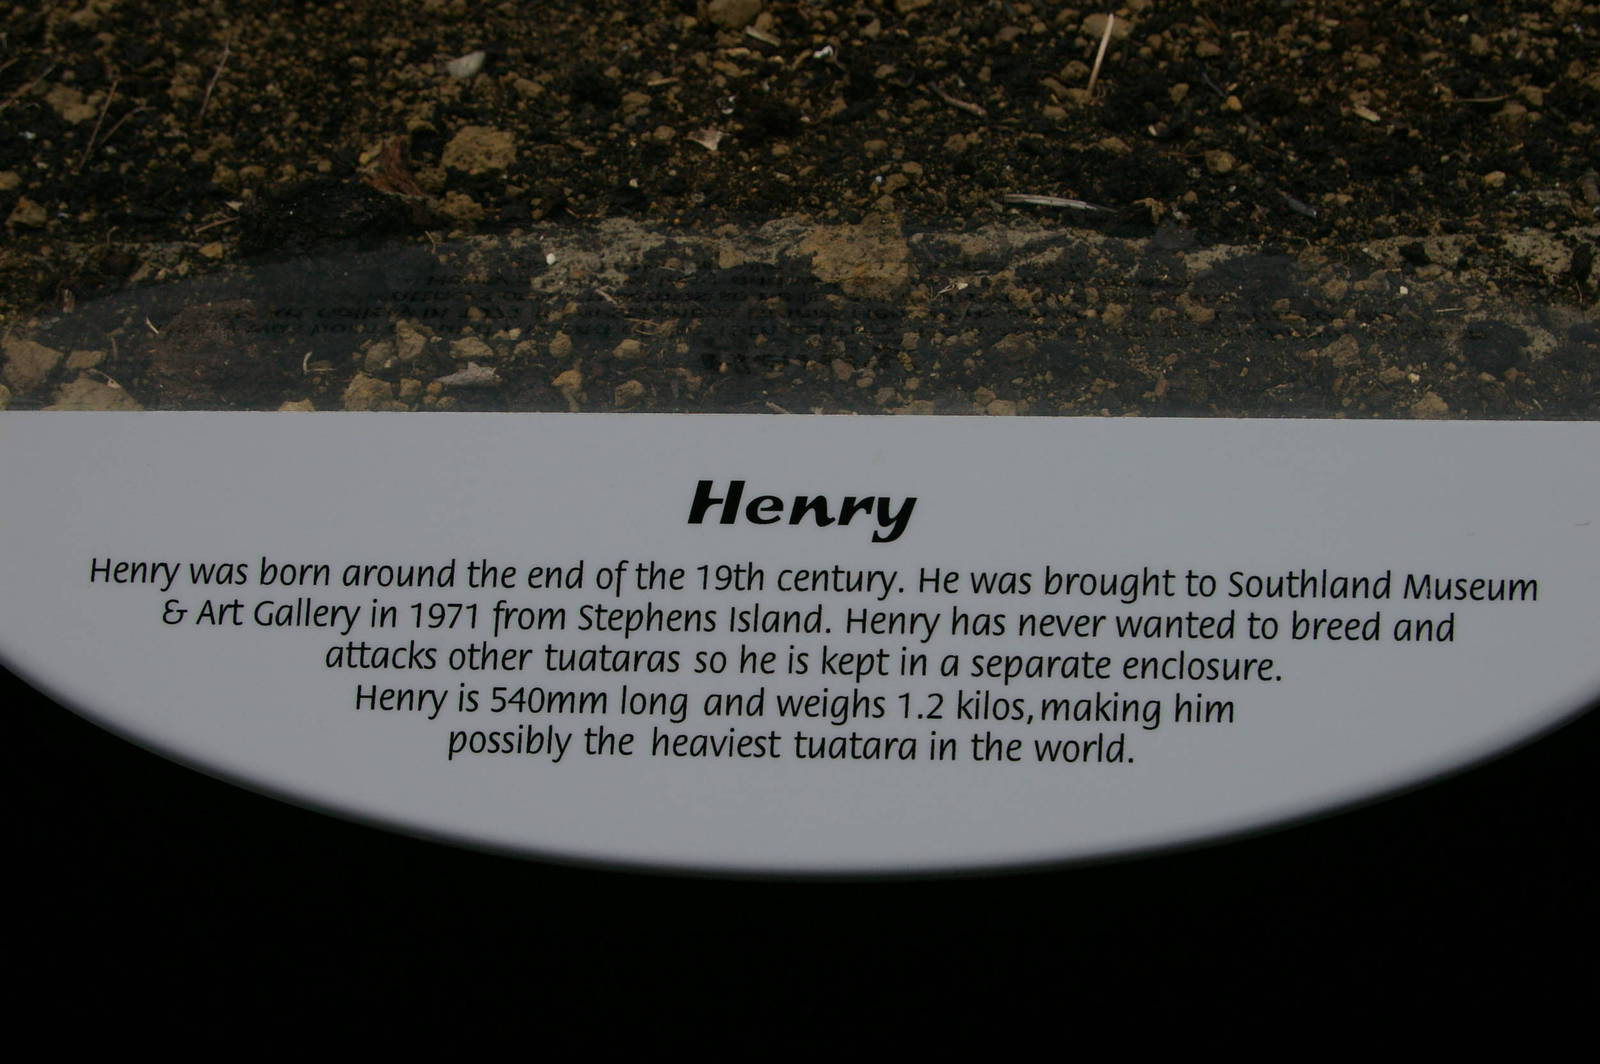 Henry
Henry was born around the end of the 19th century. He was brought to Southland Museum
& Art Gallery in 1971 from Stephens Island. Henry has never wanted to breed and
attacks other tuataras so he is kept in a separate enclosure.
Henry is 540mm long and weighs 1.2 kilos, making him
possibly the heaviest tuatara in the world.